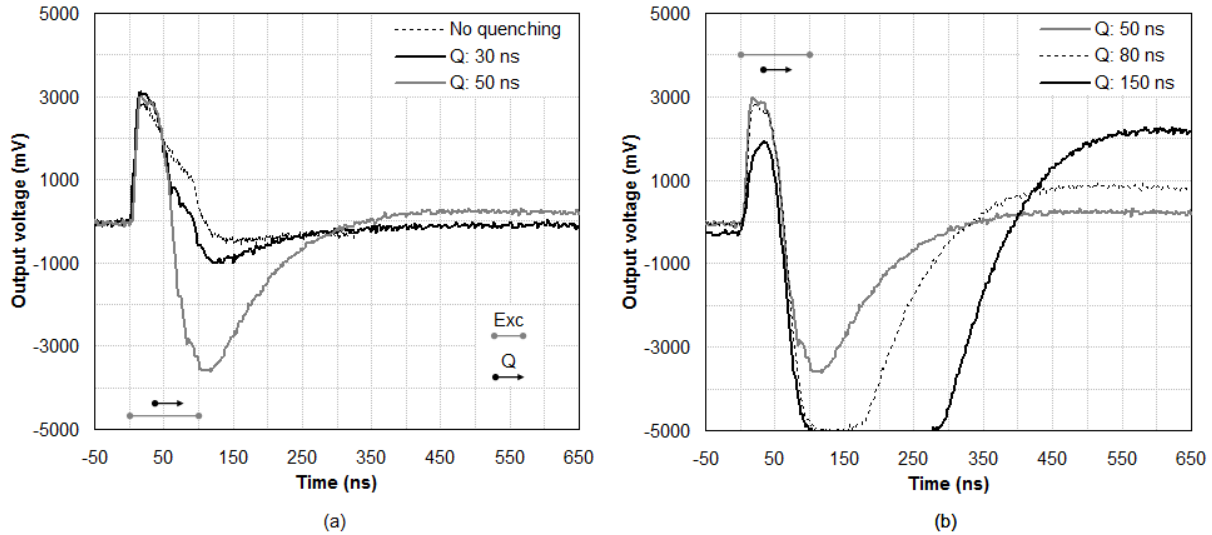 5000
3000
1000
-1000
-3000
-5000
Output voltage (mV)
No quenching
Q: 30 ns
Q: 50 ns
Exc
Q
-50 50 150 250 350 450 550 650
Time (ns)
(a)
5000
3000
1000
-1000
-3000
-5000
Output voltage (mV)
Q: 50 ns
Q: 80 ns
Q: 150 ns
-50 50 150 250 350 450 550 650
Time (ns)
(b)